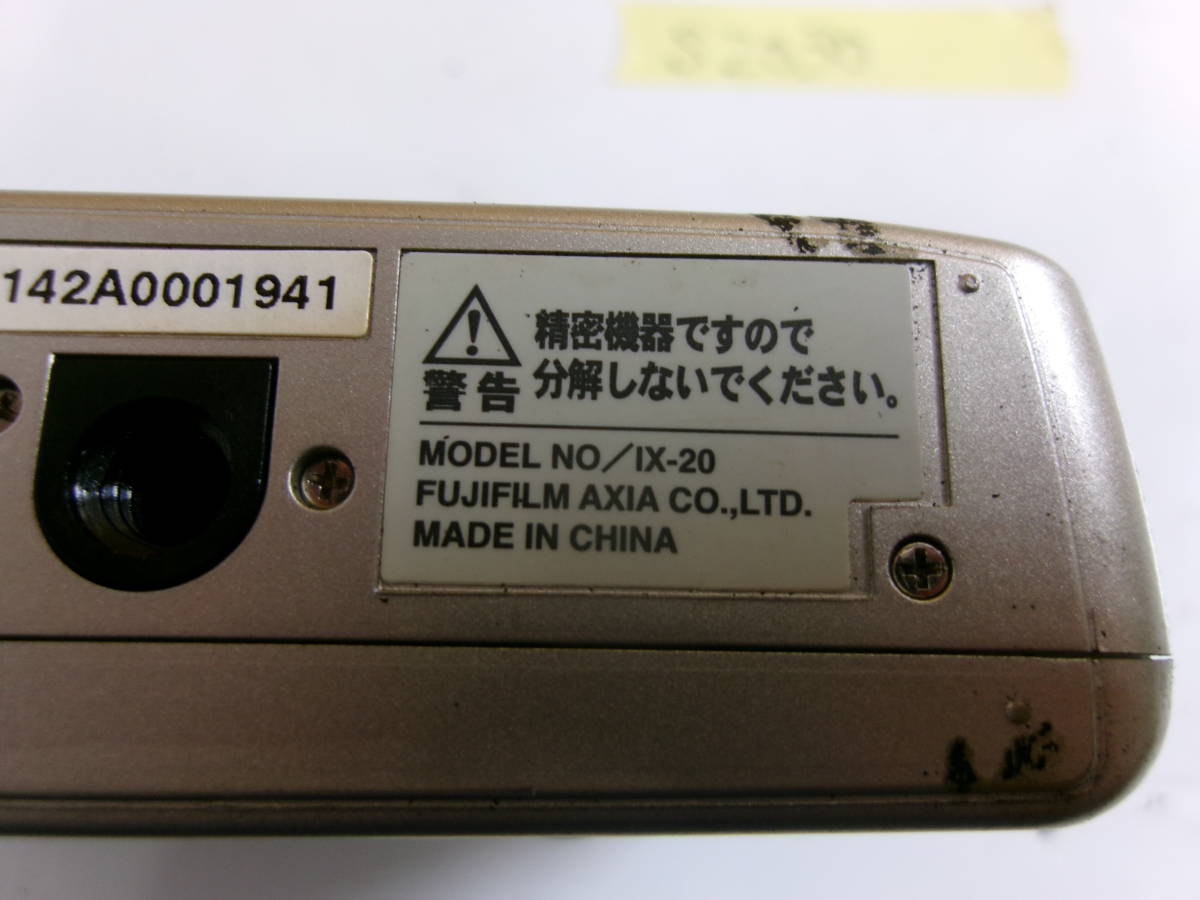 142A0001941
警告
精密機器ですので
分解しないでください。
MODEL NO/IX-20
FUJIFILM AXIA CO.,LTD.
MADE IN CHINA